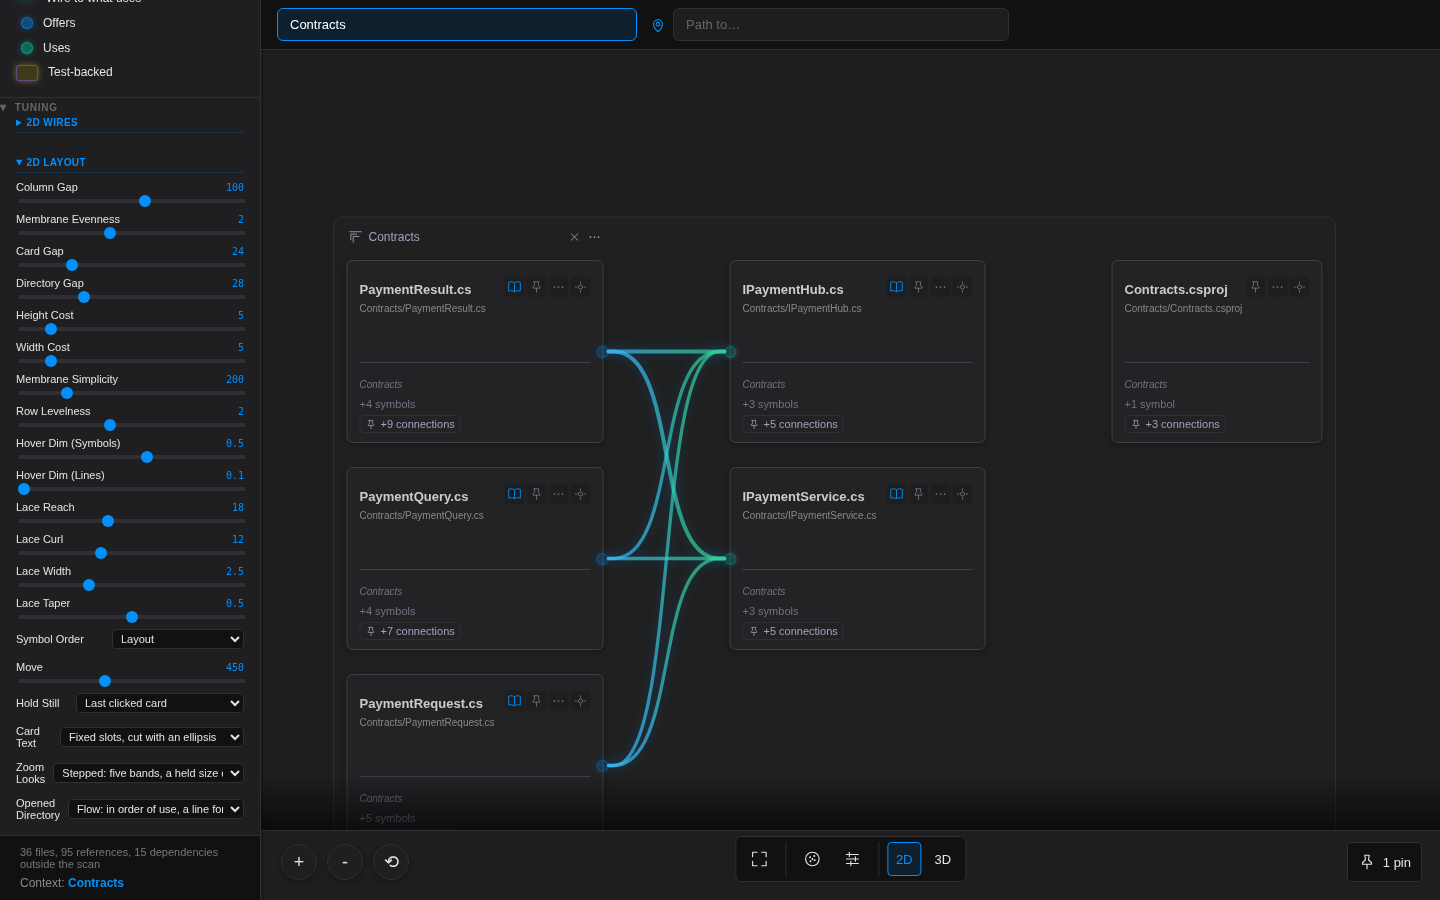 Wire to what uses
Offers
Uses
Test-backed
TUNING
2D WIRES
2D LAYOUT
Column Gap 100
Membrane Evenness 2
Card Gap 24
Directory Gap 28
Height Cost 5
Width Cost 5
Membrane Simplicity 200
Row Levelness 2
Hover Dim (Symbols) 0.5
Hover Dim (Lines) 0.1
Lace Reach 18
Lace Curl 12
Lace Width 2.5
Lace Taper 0.5
Symbol Order Layout
Move 450
Hold Still Last clicked card
Card Text Fixed slots, cut with an ellipsis
Zoom Looks Stepped: five bands, a held size
Opened Directory Flow: in order of use, a line for
36 files, 95 references, 15 dependencies
outside the scan
Context: Contracts
Contracts
Path to…
Contracts
PaymentResult.cs
Contracts/PaymentResult.cs
Contracts
+4 symbols
+9 connections
IPaymentHub.cs
Contracts/IPaymentHub.cs
Contracts
+3 symbols
+5 connections
Contracts.csproj
Contracts/Contracts.csproj
Contracts
+1 symbol
+3 connections
PaymentQuery.cs
Contracts/PaymentQuery.cs
Contracts
+4 symbols
+7 connections
IPaymentService.cs
Contracts/IPaymentService.cs
Contracts
+3 symbols
+5 connections
PaymentRequest.cs
Contracts/PaymentRequest.cs
Contracts
+5 symbols
+ -
2D 3D
1 pin